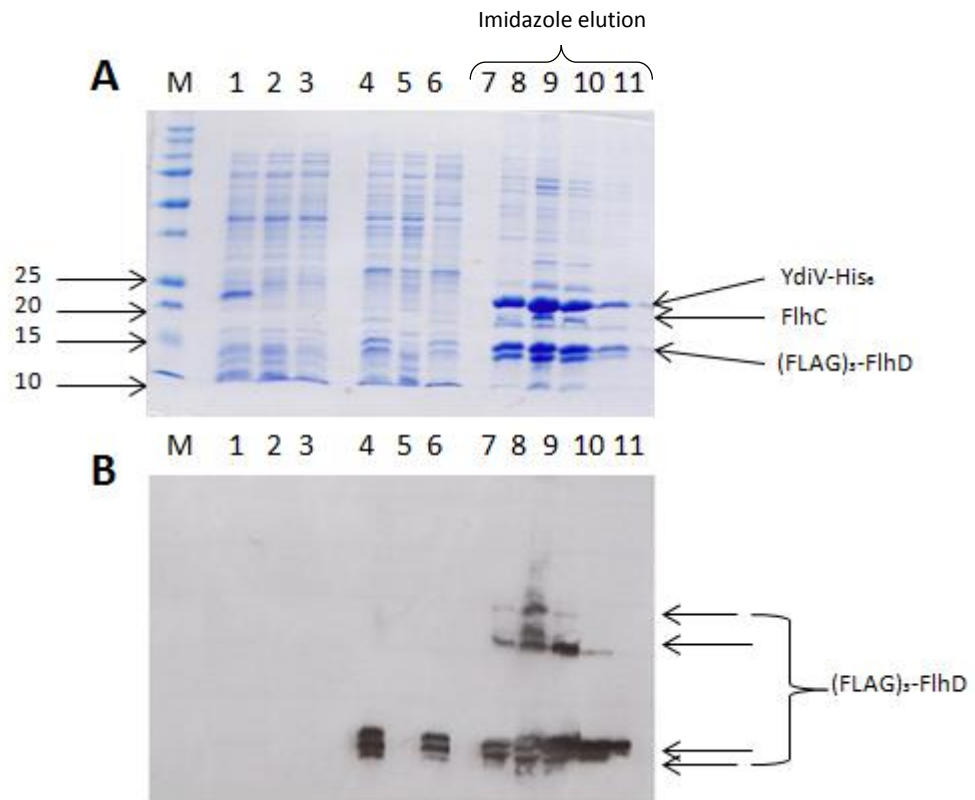 Imidazole elution
A M 1 2 3 4 5 6 7 8 9 10 11
25
20
15
10
YdiV-His₆
FlhC
(FLAG)₃-FlhD
M 1 2 3 4 5 6 7 8 9 10 11
B
(FLAG)₃-FlhD